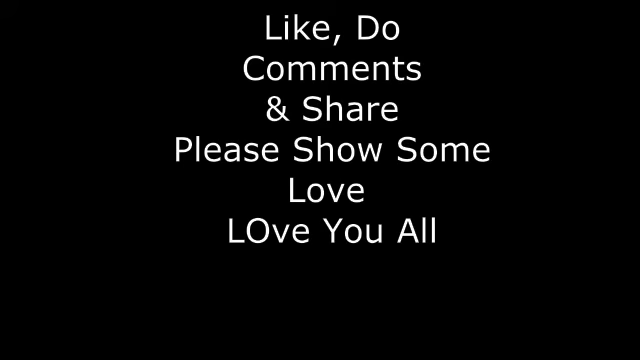 Like, Do
Comments
& Share
Please Show Some
Love
LOve You All